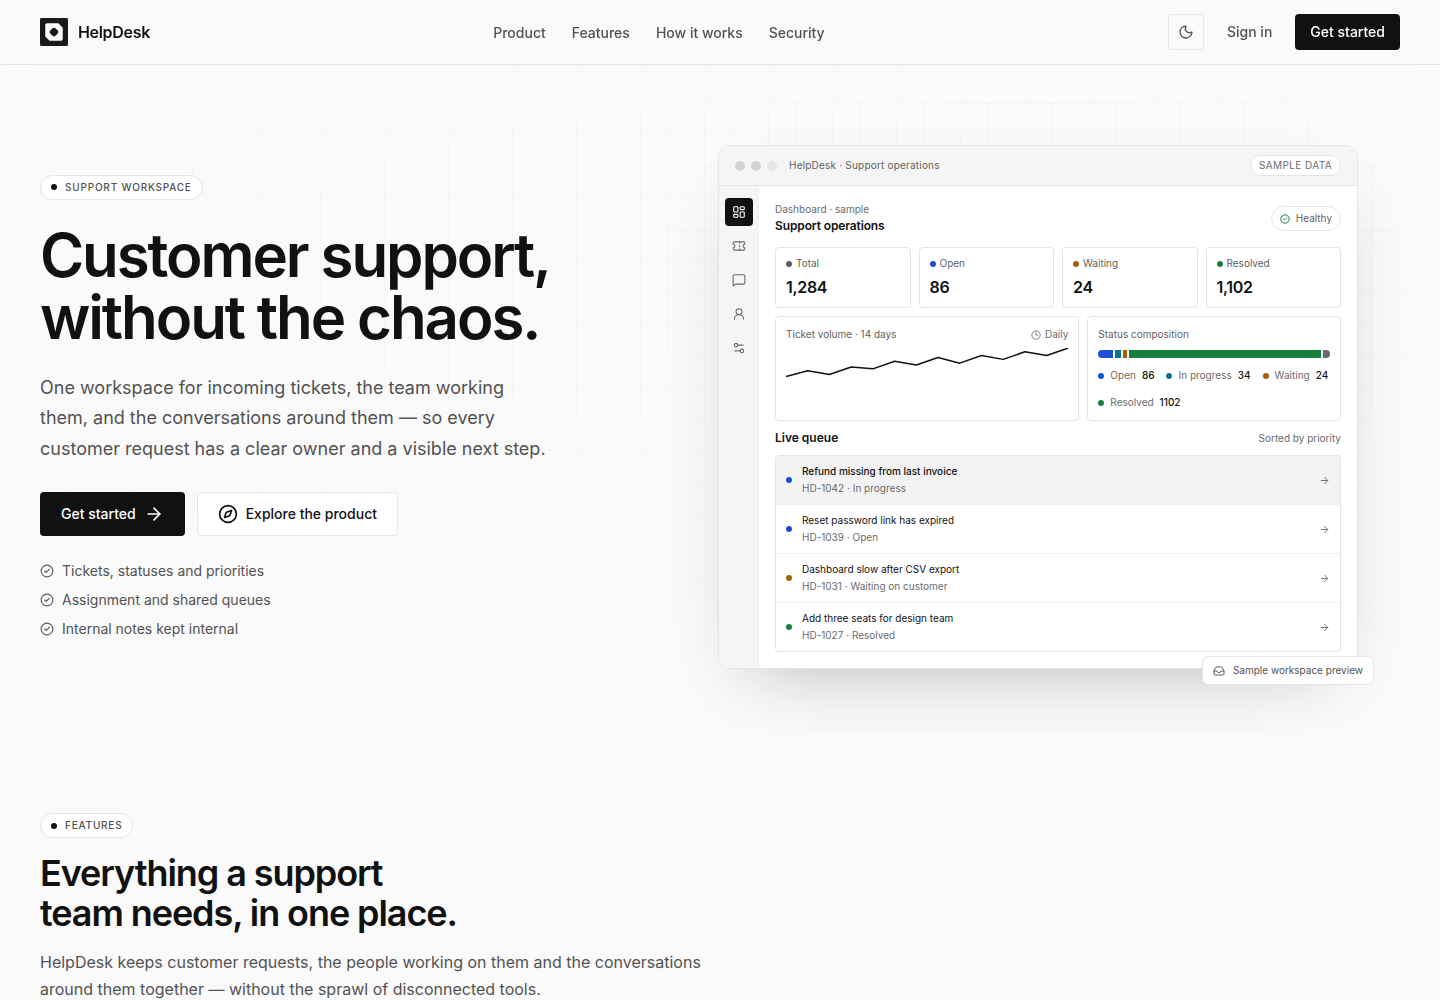 HelpDesk
Product Features How it works Security
Sign in Get started
SUPPORT WORKSPACE
Customer support,
without the chaos.
One workspace for incoming tickets, the team working
them, and the conversations around them — so every
customer request has a clear owner and a visible next step.
Get started Explore the product
Tickets, statuses and priorities
Assignment and shared queues
Internal notes kept internal
HelpDesk · Support operations SAMPLE DATA
Dashboard · sample
Support operations
Healthy
Total Open Waiting Resolved
1,284 86 24 1,102
Ticket volume · 14 days Daily
Status composition
Open 86 In progress 34 Waiting 24
Resolved 1102
Live queue Sorted by priority
Refund missing from last invoice
HD-1042 · In progress
Reset password link has expired
HD-1039 · Open
Dashboard slow after CSV export
HD-1031 · Waiting on customer
Add three seats for design team
HD-1027 · Resolved
Sample workspace preview
FEATURES
Everything a support
team needs, in one place.
HelpDesk keeps customer requests, the people working on them and the conversations
around them together — without the sprawl of disconnected tools.